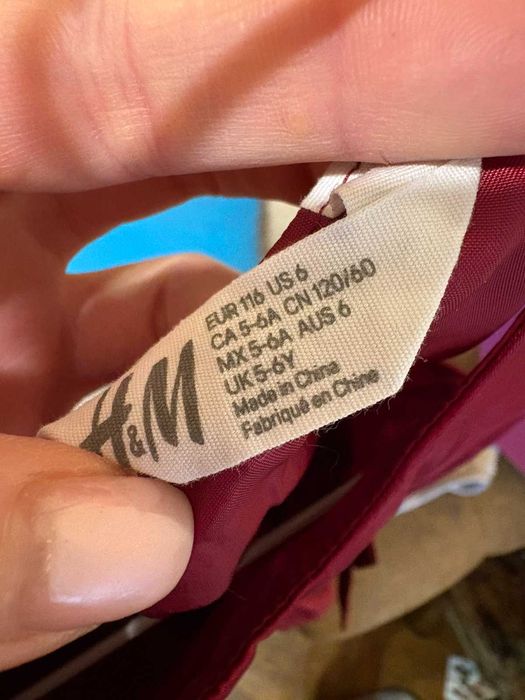 H&M
EUR 116 US 6
CA 5-6A CN 120/60
MX 5-6A AUS 6
UK 5-6Y
Made in China
Fabriqué en Chine